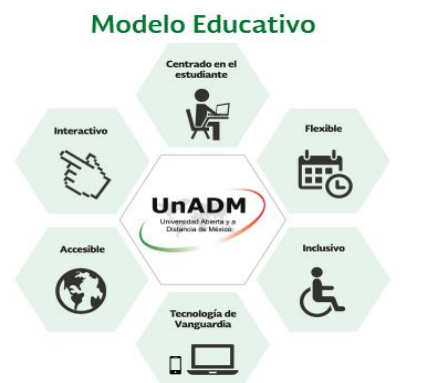 Modelo Educativo
Centrado en el
estudiante
Interactivo
Flexible
UnADM
Universidad Abierta y a
Distancia de México
Accesible
Inclusivo
Tecnología de
Vanguardia